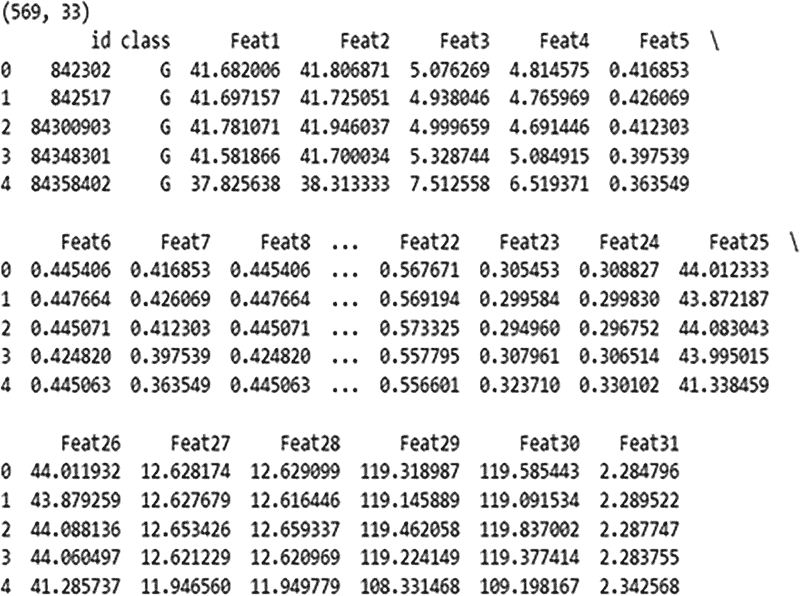 (569, 33)
id class Feat1 Feat2 Feat3 Feat4 Feat5 \
0 842302 G 41.682006 41.806871 5.076269 4.814575 0.416853
1 842517 G 41.697157 41.725051 4.938046 4.765969 0.426069
2 84300903 G 41.781071 41.946037 4.999659 4.691446 0.412303
3 84348301 G 41.581866 41.700034 5.328744 5.084915 0.397539
4 84358402 G 37.825638 38.313333 7.512558 6.519371 0.363549
Feat6 Feat7 Feat8 ... Feat22 Feat23 Feat24 Feat25 \
0 0.445406 0.416853 0.445406 ... 0.567671 0.305453 0.308827 44.012333
1 0.447664 0.426069 0.447664 ... 0.569194 0.299584 0.299830 43.872187
2 0.445071 0.412303 0.445071 ... 0.573325 0.294960 0.296752 44.083043
3 0.424820 0.397539 0.424820 ... 0.557795 0.307961 0.306514 43.995015
4 0.445063 0.363549 0.445063 ... 0.556601 0.323710 0.330102 41.338459
Feat26 Feat27 Feat28 Feat29 Feat30 Feat31
0 44.011932 12.628174 12.629099 119.318987 119.585443 2.284796
1 43.879259 12.627679 12.616446 119.145889 119.091534 2.289522
2 44.088136 12.653426 12.659337 119.462058 119.837002 2.287747
3 44.060497 12.621229 12.620969 119.224149 119.377414 2.283755
4 41.285737 11.946560 11.949779 108.331468 109.198167 2.342568